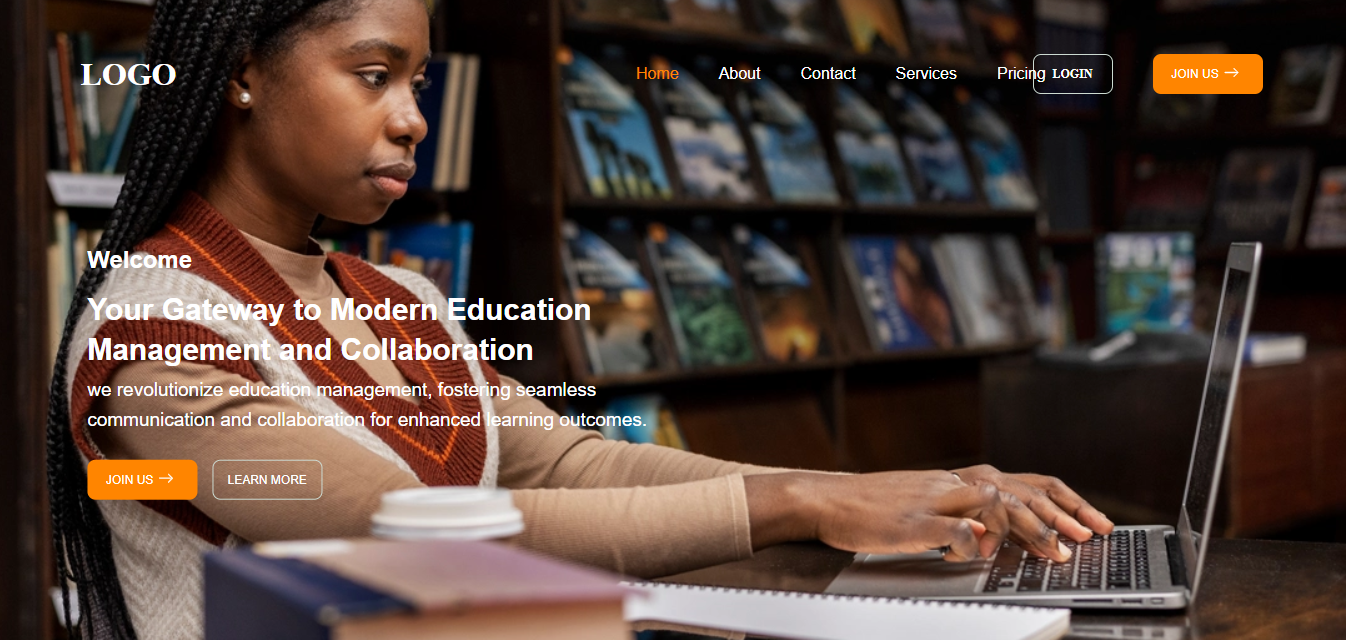 LOGO
Home About Contact Services Pricing LOGIN JOIN US →
Welcome
Your Gateway to Modern Education
Management and Collaboration
we revolutionize education management, fostering seamless
communication and collaboration for enhanced learning outcomes.
JOIN US → LEARN MORE